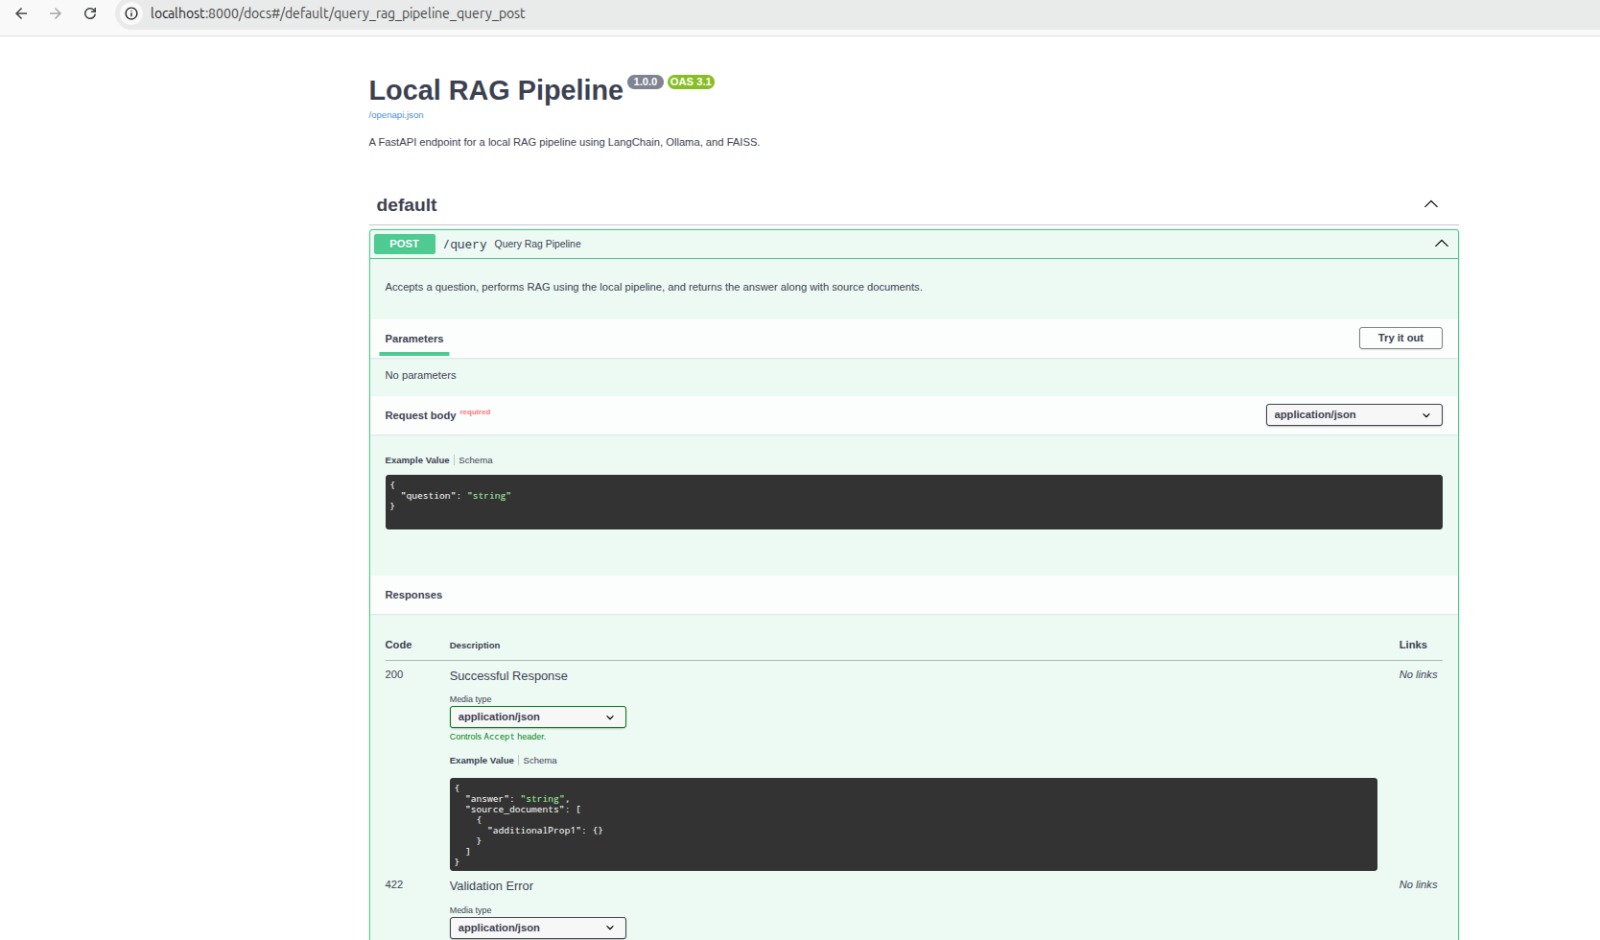 localhost:8000/docs#/default/query_rag_pipeline_query_post
Local RAG Pipeline 1.0.0 OAS 3.1
/openapi.json
A FastAPI endpoint for a local RAG pipeline using LangChain, Ollama, and FAISS.
default
POST /query Query Rag Pipeline
Accepts a question, performs RAG using the local pipeline, and returns the answer along with source documents.
Parameters Try it out
No parameters
Request body required application/json
Example Value Schema
{
"question": "string"
}
Responses
Code Description Links
200 Successful Response No links
Media type
application/json
Controls Accept header.
Example Value Schema
{
"answer": "string",
"source_documents": [
{
"additionalProp1": {}
}
]
}
422 Validation Error No links
Media type
application/json